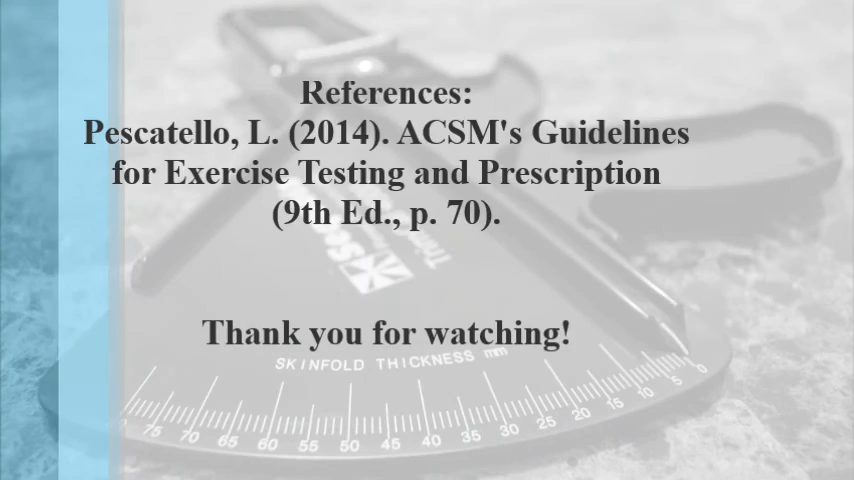 References:
Pescatello, L. (2014). ACSM's Guidelines
for Exercise Testing and Prescription
(9th Ed., p. 70).
Thank you for watching!
SKINFOLD THICKNESS mm
75 70 65 60 55 50 45 40 35 30 25 20 15 10 5 0